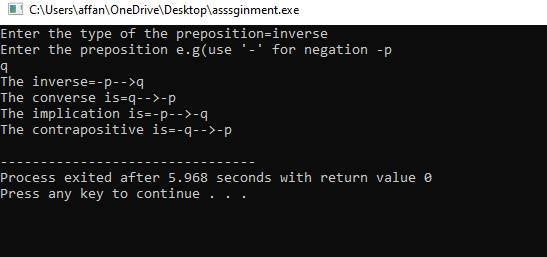 C:\Users\affan\OneDrive\Desktop\asssginment.exe
Enter the type of the preposition=inverse
Enter the preposition e.g(use '-' for negation -p
q
The inverse=-p-->q
The converse is=q-->-p
The implication is=-p-->-q
The contrapositive is=-q-->-p
--------------------------------
Process exited after 5.968 seconds with return value 0
Press any key to continue . . .